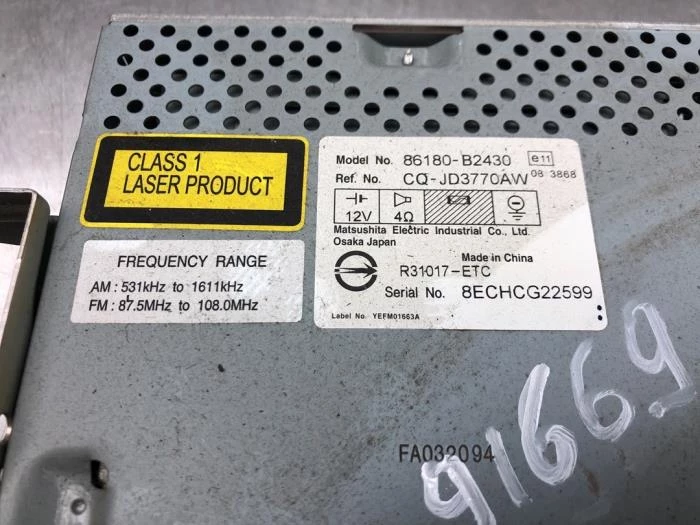 CLASS 1
LASER PRODUCT
FREQUENCY RANGE
AM : 531kHz to 1611kHz
FM : 87.5MHz to 108.0MHz
Model No. 86180-B2430 e11
Ref. No. CQ-JD3770AW 03 3868
12V 4Ω
Matsushita Electric Industrial Co., Ltd.
Osaka Japan
Made in China
R31017-ETC
Serial No. 8ECHCG22599
Label No. YEFM01663A
FA032094
91669